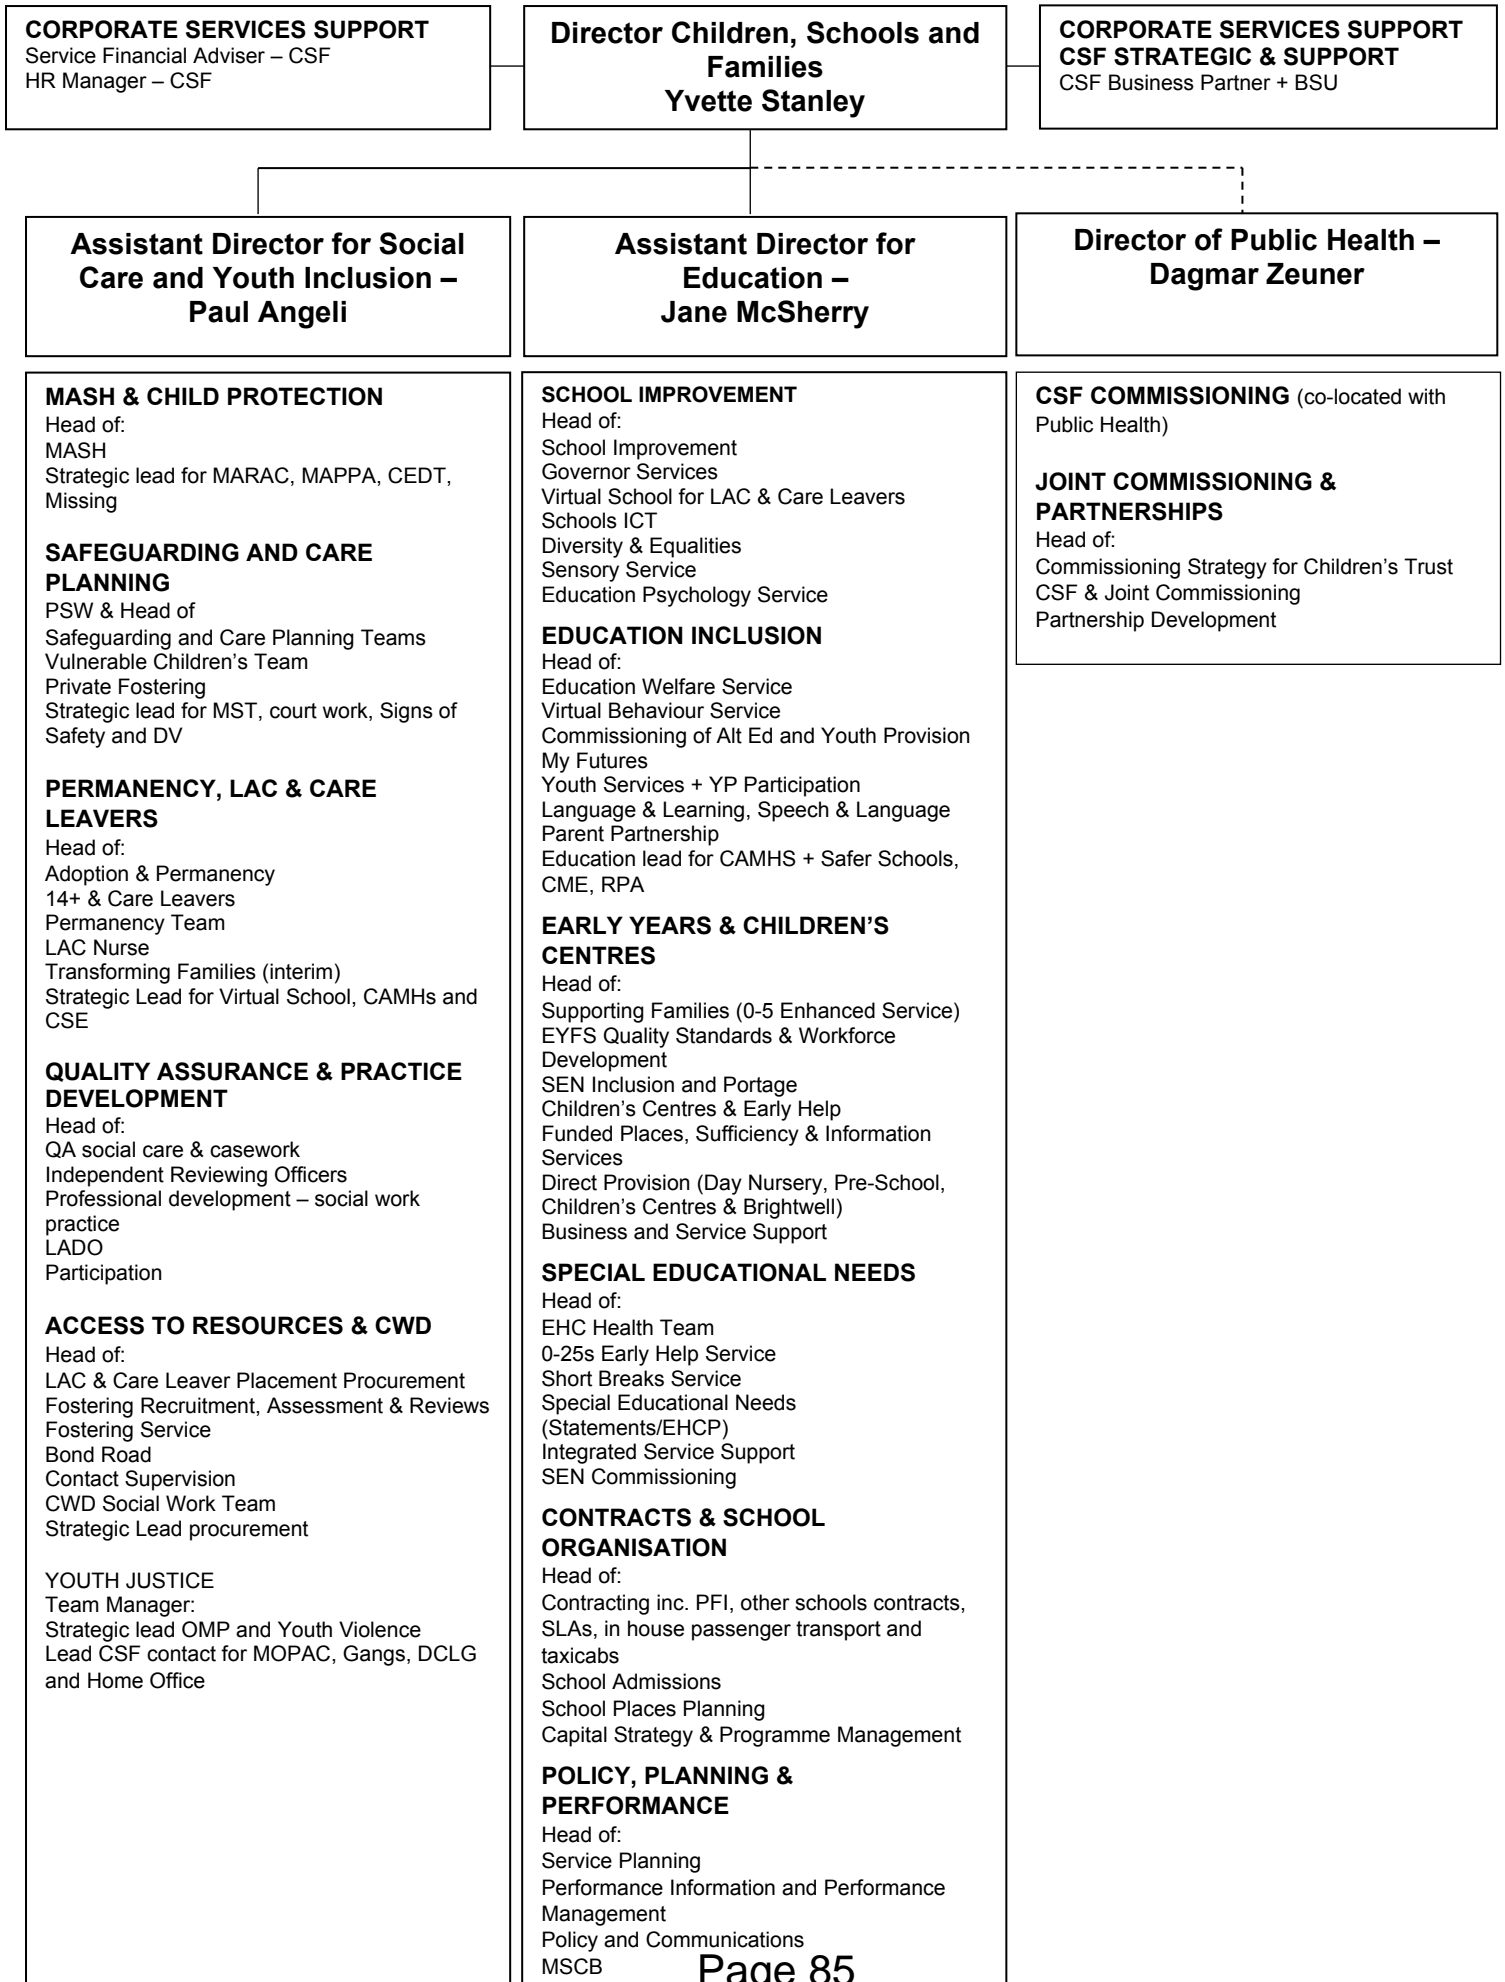 CORPORATE SERVICES SUPPORT
Service Financial Adviser – CSF
HR Manager – CSF
Director Children, Schools and
Families
Yvette Stanley
CORPORATE SERVICES SUPPORT
CSF STRATEGIC & SUPPORT
CSF Business Partner + BSU
Assistant Director for Social
Care and Youth Inclusion –
Paul Angeli
Assistant Director for
Education –
Jane McSherry
Director of Public Health –
Dagmar Zeuner
MASH & CHILD PROTECTION
Head of:
MASH
Strategic lead for MARAC, MAPPA, CEDT,
Missing
SAFEGUARDING AND CARE
PLANNING
PSW & Head of
Safeguarding and Care Planning Teams
Vulnerable Children’s Team
Private Fostering
Strategic lead for MST, court work, Signs of
Safety and DV
PERMANENCY, LAC & CARE
LEAVERS
Head of:
Adoption & Permanency
14+ & Care Leavers
Permanency Team
LAC Nurse
Transforming Families (interim)
Strategic Lead for Virtual School, CAMHs and
CSE
QUALITY ASSURANCE & PRACTICE
DEVELOPMENT
Head of:
QA social care & casework
Independent Reviewing Officers
Professional development – social work
practice
LADO
Participation
ACCESS TO RESOURCES & CWD
Head of:
LAC & Care Leaver Placement Procurement
Fostering Recruitment, Assessment & Reviews
Fostering Service
Bond Road
Contact Supervision
CWD Social Work Team
Strategic Lead procurement
YOUTH JUSTICE
Team Manager:
Strategic lead OMP and Youth Violence
Lead CSF contact for MOPAC, Gangs, DCLG
and Home Office
SCHOOL IMPROVEMENT
Head of:
School Improvement
Governor Services
Virtual School for LAC & Care Leavers
Schools ICT
Diversity & Equalities
Sensory Service
Education Psychology Service
EDUCATION INCLUSION
Head of:
Education Welfare Service
Virtual Behaviour Service
Commissioning of Alt Ed and Youth Provision
My Futures
Youth Services + YP Participation
Language & Learning, Speech & Language
Parent Partnership
Education lead for CAMHS + Safer Schools,
CME, RPA
EARLY YEARS & CHILDREN’S
CENTRES
Head of:
Supporting Families (0-5 Enhanced Service)
EYFS Quality Standards & Workforce
Development
SEN Inclusion and Portage
Children’s Centres & Early Help
Funded Places, Sufficiency & Information
Services
Direct Provision (Day Nursery, Pre-School,
Children’s Centres & Brightwell)
Business and Service Support
SPECIAL EDUCATIONAL NEEDS
Head of:
EHC Health Team
0-25s Early Help Service
Short Breaks Service
Special Educational Needs
(Statements/EHCP)
Integrated Service Support
SEN Commissioning
CONTRACTS & SCHOOL
ORGANISATION
Head of:
Contracting inc. PFI, other schools contracts,
SLAs, in house passenger transport and
taxicabs
School Admissions
School Places Planning
Capital Strategy & Programme Management
POLICY, PLANNING &
PERFORMANCE
Head of:
Service Planning
Performance Information and Performance
Management
Policy and Communications
MSCB
CSF COMMISSIONING (co-located with
Public Health)
JOINT COMMISSIONING &
PARTNERSHIPS
Head of:
Commissioning Strategy for Children’s Trust
CSF & Joint Commissioning
Partnership Development
Page 85